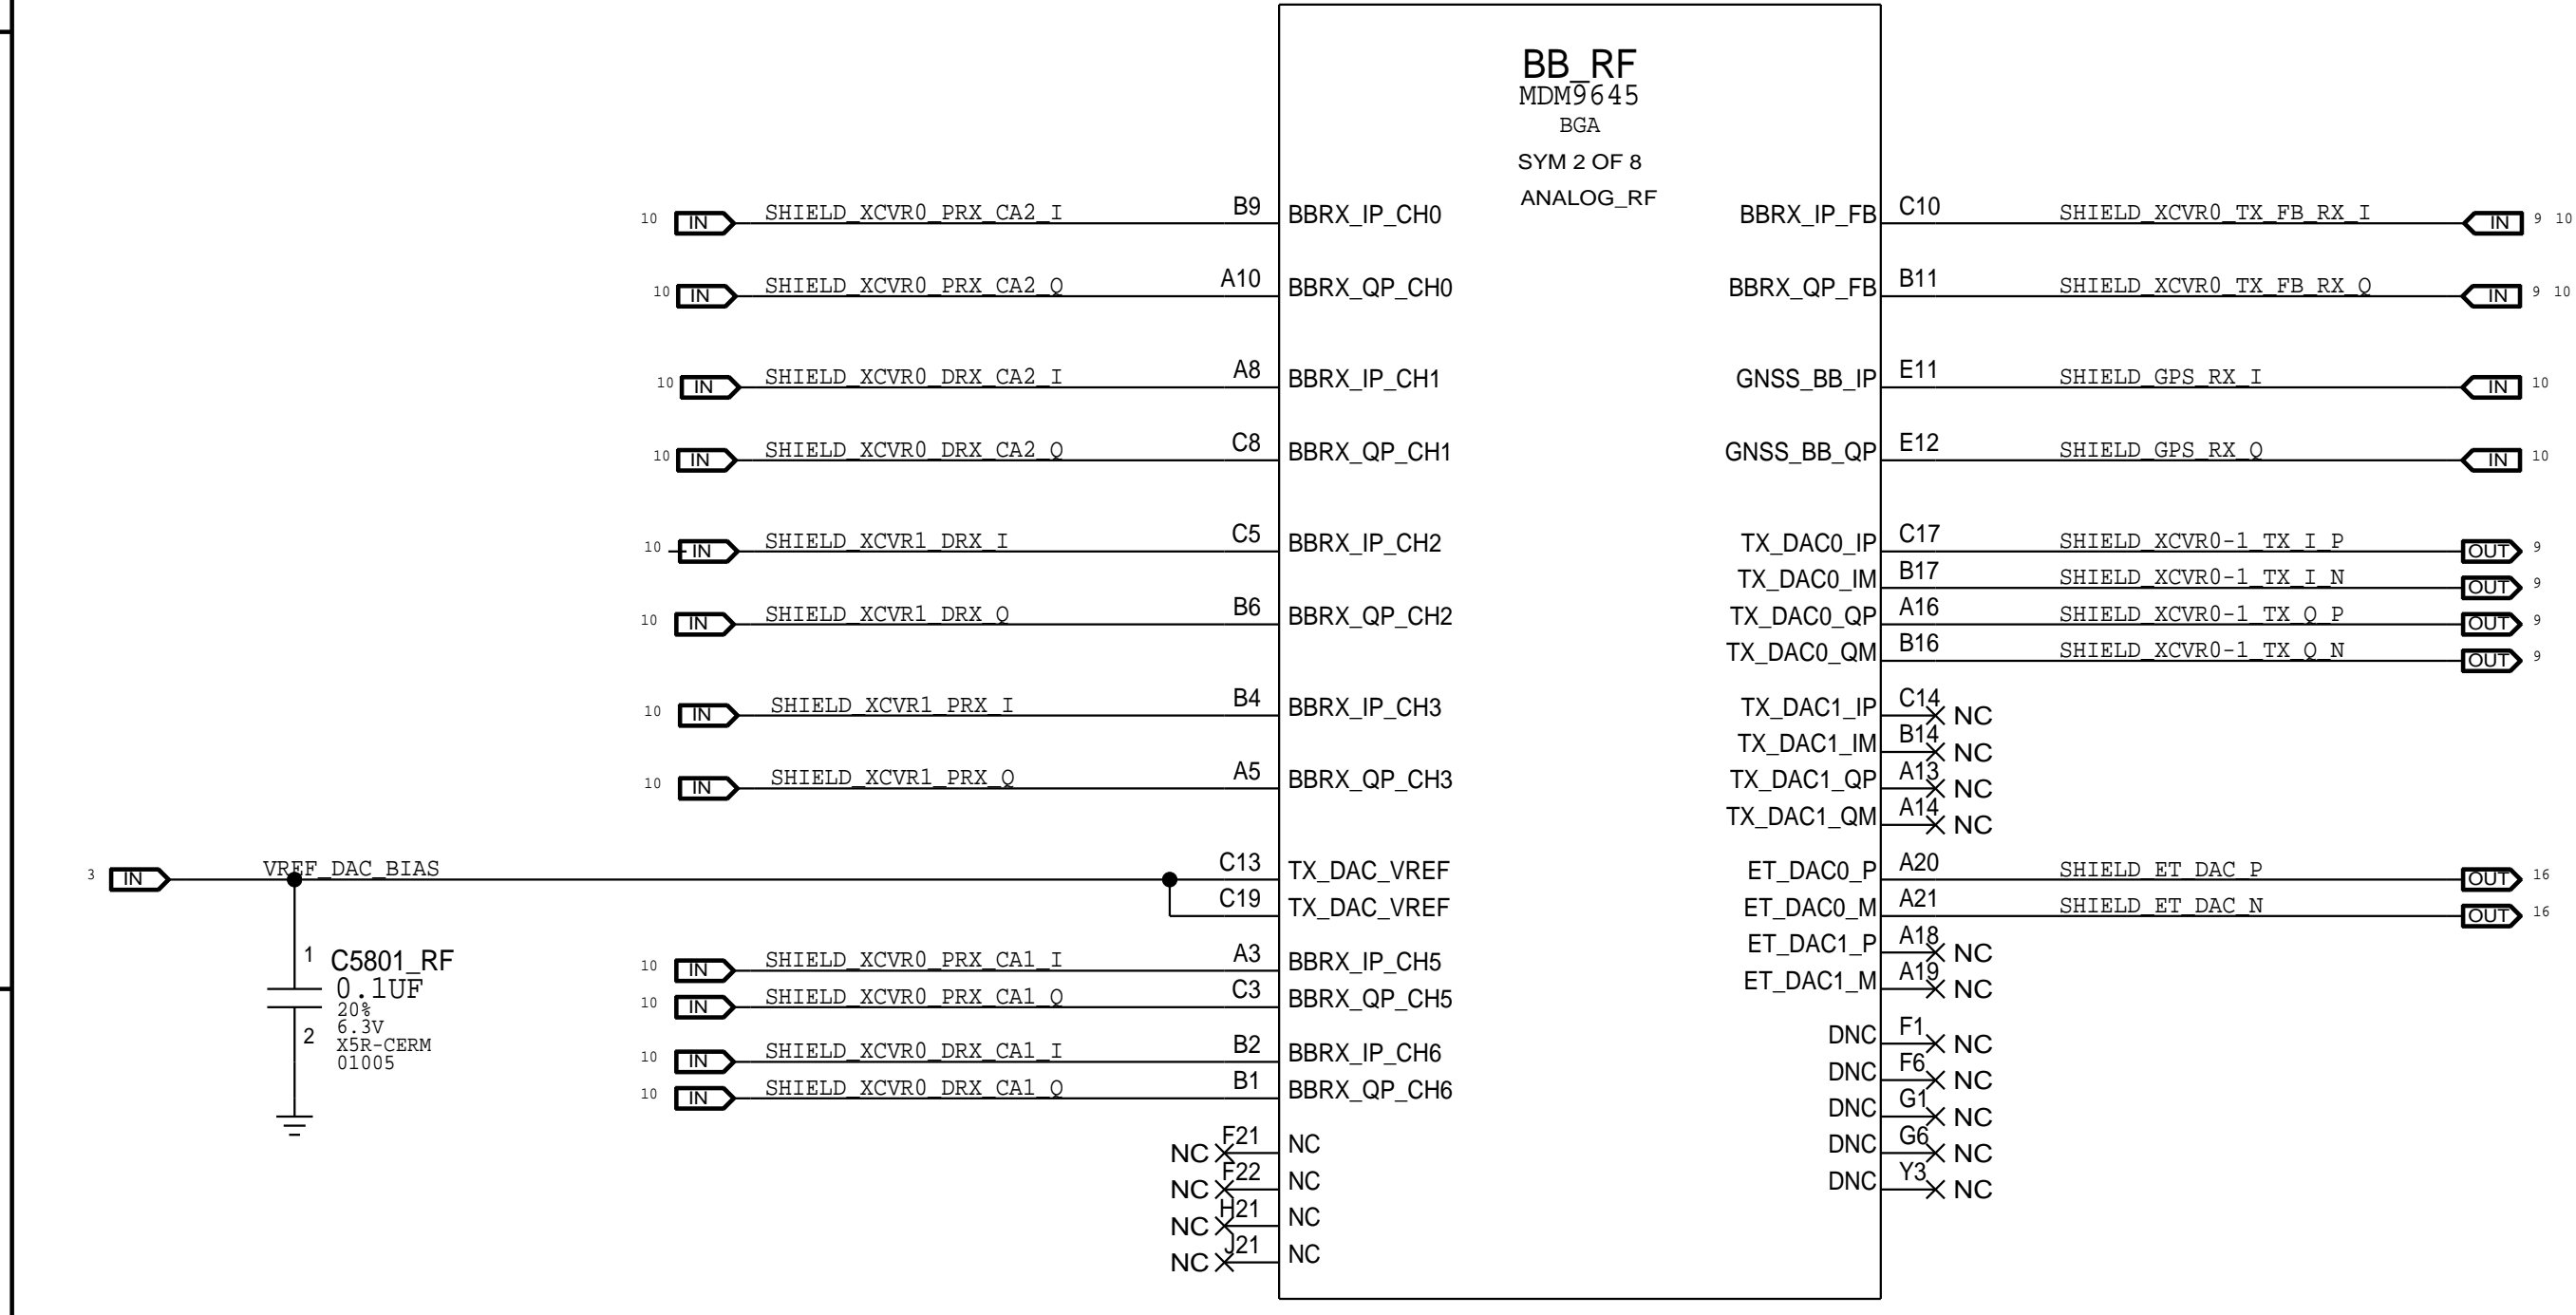 BB_RF
MDM9645
BGA
SYM 2 OF 8
ANALOG_RF
10 IN SHIELD_XCVR0_PRX_CA2_I B9 BBRX_IP_CH0 BBRX_IP_FB C10 SHIELD_XCVR0_TX_FB_RX_I IN 9 10
10 IN SHIELD_XCVR0_PRX_CA2_Q A10 BBRX_QP_CH0 BBRX_QP_FB B11 SHIELD_XCVR0_TX_FB_RX_Q IN 9 10
10 IN SHIELD_XCVR0_DRX_CA2_I A8 BBRX_IP_CH1 GNSS_BB_IP E11 SHIELD_GPS_RX_I IN 10
10 IN SHIELD_XCVR0_DRX_CA2_Q C8 BBRX_QP_CH1 GNSS_BB_QP E12 SHIELD_GPS_RX_Q IN 10
10 IN SHIELD_XCVR1_DRX_I C5 BBRX_IP_CH2 TX_DAC0_IP C17 SHIELD_XCVR0-1_TX_I_P OUT 9
TX_DAC0_IM B17 SHIELD_XCVR0-1_TX_I_N OUT 9
10 IN SHIELD_XCVR1_DRX_Q B6 BBRX_QP_CH2 TX_DAC0_QP A16 SHIELD_XCVR0-1_TX_Q_P OUT 9
TX_DAC0_QM B16 SHIELD_XCVR0-1_TX_Q_N OUT 9
10 IN SHIELD_XCVR1_PRX_I B4 BBRX_IP_CH3 TX_DAC1_IP C14 NC
TX_DAC1_IM B14 NC
10 IN SHIELD_XCVR1_PRX_Q A5 BBRX_QP_CH3 TX_DAC1_QP A13 NC
TX_DAC1_QM A14 NC
3 IN VREF_DAC_BIAS C13 TX_DAC_VREF ET_DAC0_P A20 SHIELD_ET_DAC_P OUT 16
C19 TX_DAC_VREF ET_DAC0_M A21 SHIELD_ET_DAC_N OUT 16
ET_DAC1_P A18 NC
10 IN SHIELD_XCVR0_PRX_CA1_I A3 BBRX_IP_CH5
ET_DAC1_M A19 NC
10 IN SHIELD_XCVR0_PRX_CA1_Q C3 BBRX_QP_CH5
1 C5801_RF
0.1UF
20%
6.3V
2 X5R-CERM
01005
DNC F1 NC
10 IN SHIELD_XCVR0_DRX_CA1_I B2 BBRX_IP_CH6
DNC F6 NC
10 IN SHIELD_XCVR0_DRX_CA1_Q B1 BBRX_QP_CH6
DNC G1 NC
NC F21 NC DNC G6 NC
NC F22 NC DNC Y3 NC
NC H21 NC
NC J21 NC